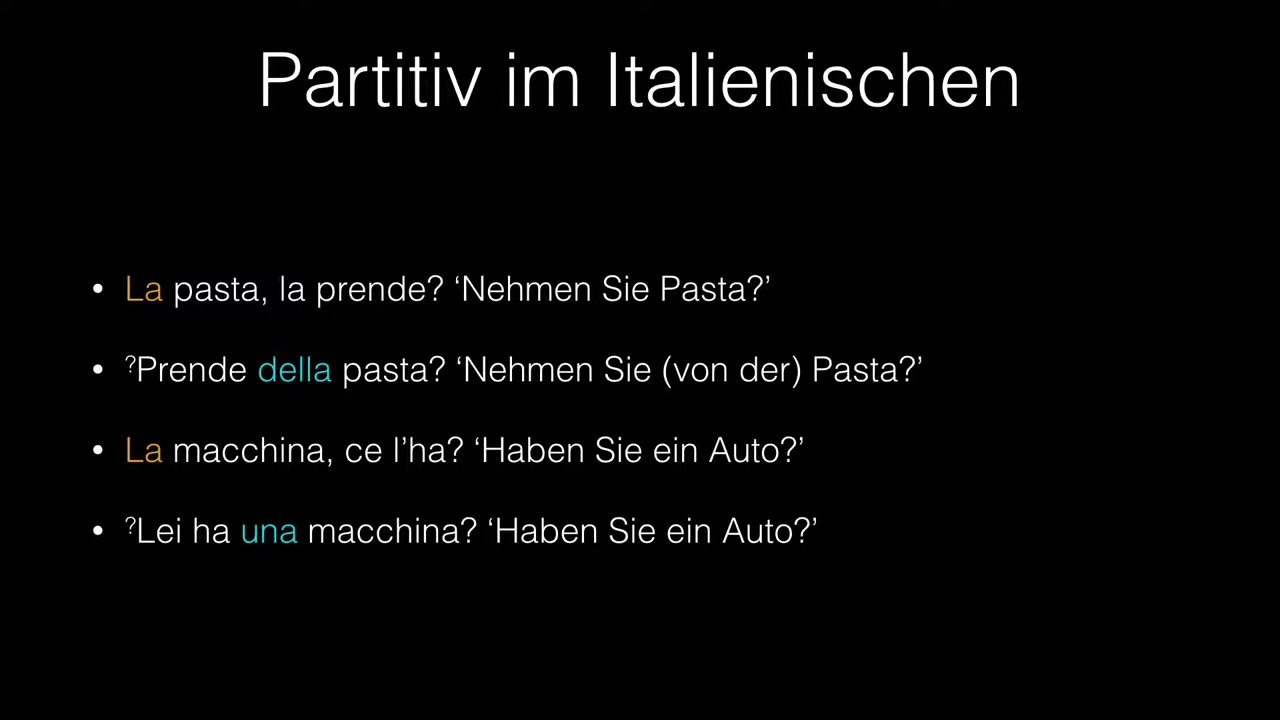 Partitiv im Italienischen
• La pasta, la prende? ‘Nehmen Sie Pasta?’
• ?Prende della pasta? ‘Nehmen Sie (von der) Pasta?’
• La macchina, ce l’ha? ‘Haben Sie ein Auto?’
• ?Lei ha una macchina? ‘Haben Sie ein Auto?’